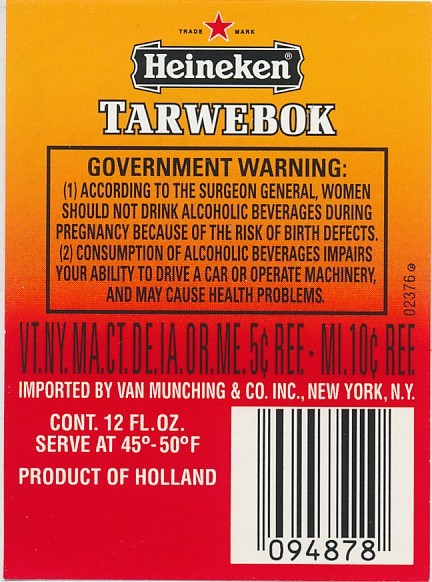 TRADE MARK
Heineken®
TARWEBOK
GOVERNMENT WARNING:
(1) ACCORDING TO THE SURGEON GENERAL, WOMEN
SHOULD NOT DRINK ALCOHOLIC BEVERAGES DURING
PREGNANCY BECAUSE OF THE RISK OF BIRTH DEFECTS.
(2) CONSUMPTION OF ALCOHOLIC BEVERAGES IMPAIRS
YOUR ABILITY TO DRIVE A CAR OR OPERATE MACHINERY,
AND MAY CAUSE HEALTH PROBLEMS.
02376
VT.NY.MA.CT.DE.IA.OR.ME. 5¢ REF. - MI.10¢ REF.
IMPORTED BY VAN MUNCHING & CO. INC., NEW YORK, N.Y.
CONT. 12 FL.OZ.
SERVE AT 45º-50ºF
PRODUCT OF HOLLAND
094878